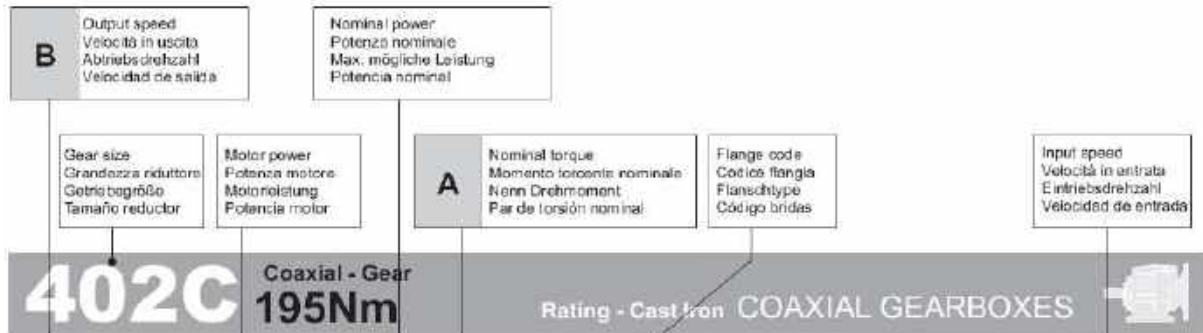 B
Output speed
Velocità in uscita
Abtriebsdrehzahl
Velocidad de salida
Nominal power
Potenza nominale
Max. mögliche Leistung
Potencia nominal
Gear size
Grandezza riduttore
Getriebegröße
Tamaño reductor
Motor power
Potenza motore
Motorleistung
Potencia motor
A
Nominal torque
Momento torcente nominale
Nenn Drehmoment
Par de torsión nominal
Flange code
Codice flangia
Flanschtype
Código bridas
Input speed
Velocità in entrata
Eintriebsdrehzahl
Velocidad de entrada
402C
Coaxial - Gear
195Nm
Rating - Cast Iron COAXIAL GEARBOXES